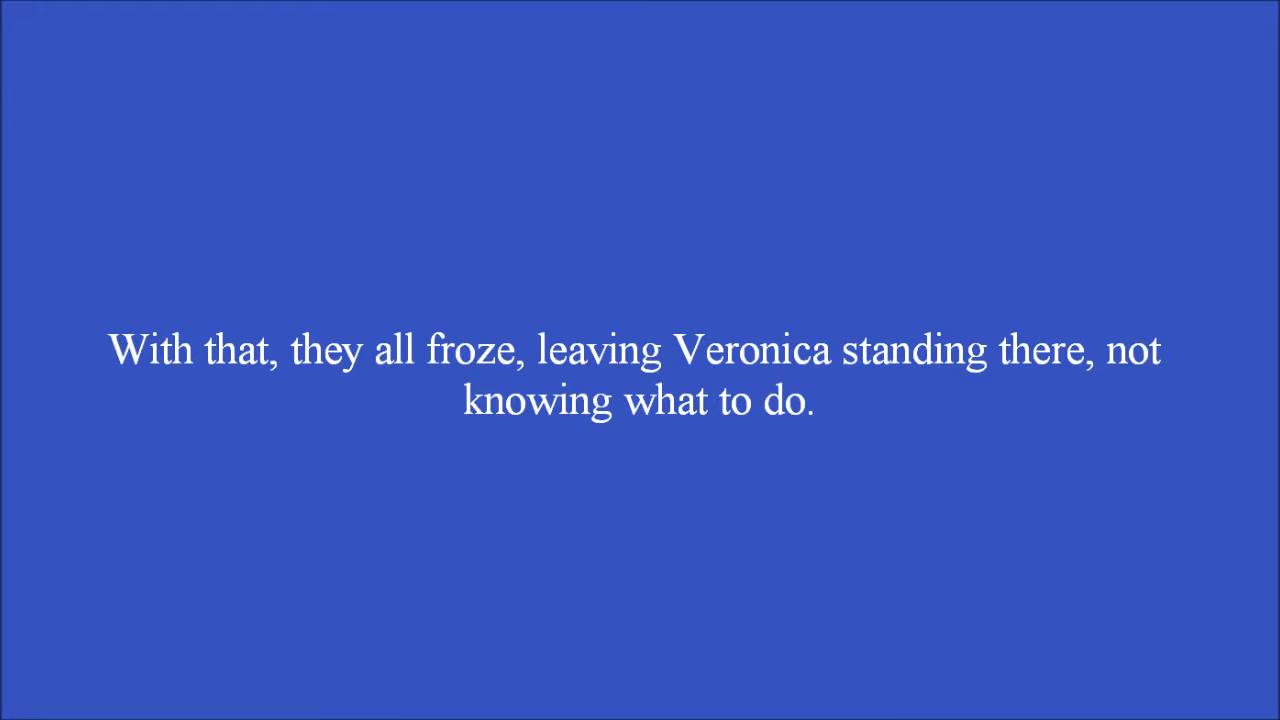 With that, they all froze, leaving Veronica standing there, not
knowing what to do.